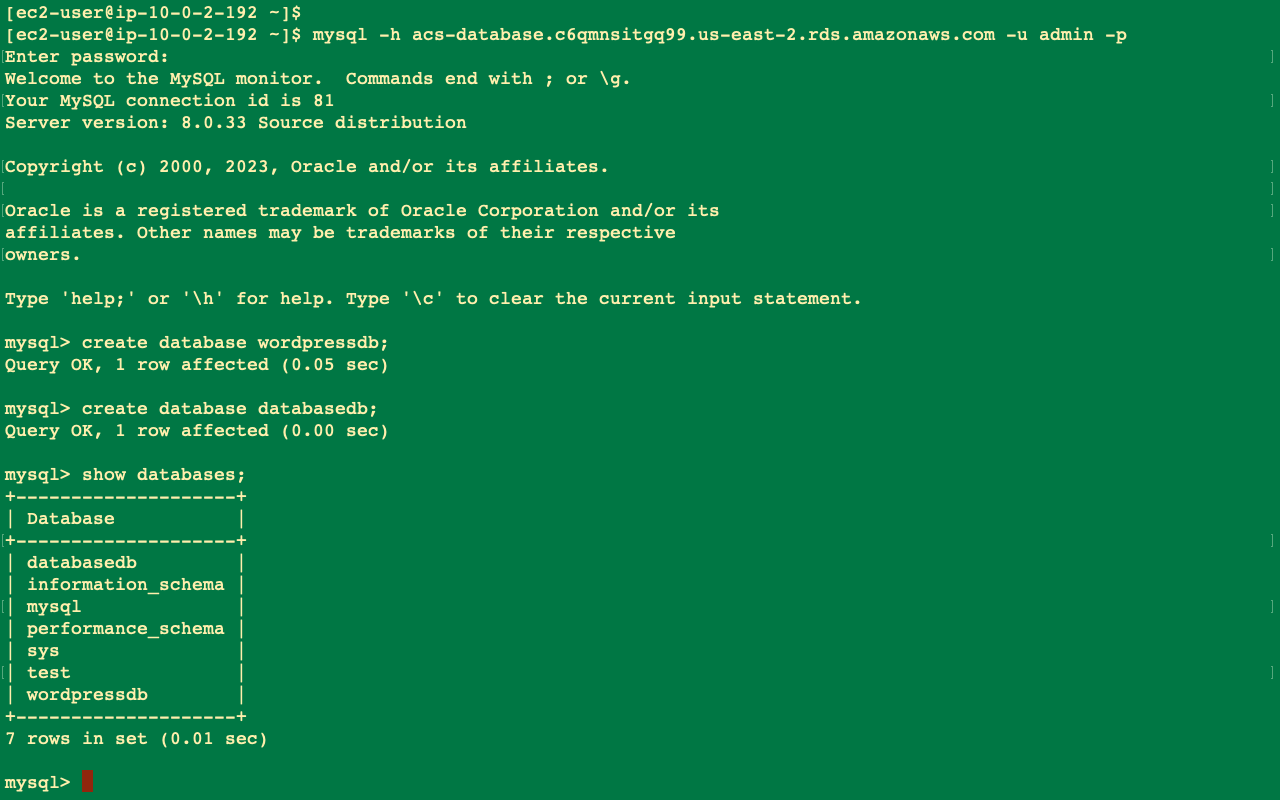 [ec2-user@ip-10-0-2-192 ~]$
[ec2-user@ip-10-0-2-192 ~]$ mysql -h acs-database.c6qmnsitgq99.us-east-2.rds.amazonaws.com -u admin -p
Enter password:
Welcome to the MySQL monitor.  Commands end with ; or \g.
Your MySQL connection id is 81
Server version: 8.0.33 Source distribution

Copyright (c) 2000, 2023, Oracle and/or its affiliates.

Oracle is a registered trademark of Oracle Corporation and/or its
affiliates. Other names may be trademarks of their respective
owners.

Type 'help;' or '\h' for help. Type '\c' to clear the current input statement.

mysql> create database wordpressdb;
Query OK, 1 row affected (0.05 sec)

mysql> create database databasedb;
Query OK, 1 row affected (0.00 sec)

mysql> show databases;
+--------------------+
| Database           |
+--------------------+
| databasedb         |
| information_schema |
| mysql              |
| performance_schema |
| sys                |
| test               |
| wordpressdb        |
+--------------------+
7 rows in set (0.01 sec)

mysql>